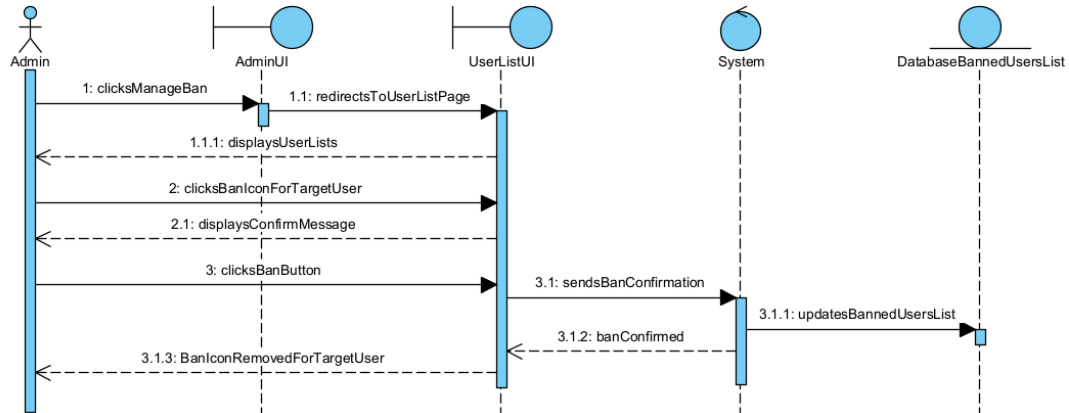 Admin
AdminUI
UserListUI
System
DatabaseBannedUsersList
1: clicksManageBan
1.1: redirectsToUserListPage
1.1.1: displaysUserLists
2: clicksBanIconForTargetUser
2.1: displaysConfirmMessage
3: clicksBanButton
3.1: sendsBanConfirmation
3.1.1: updatesBannedUsersList
3.1.2: banConfirmed
3.1.3: BanIconRemovedForTargetUser